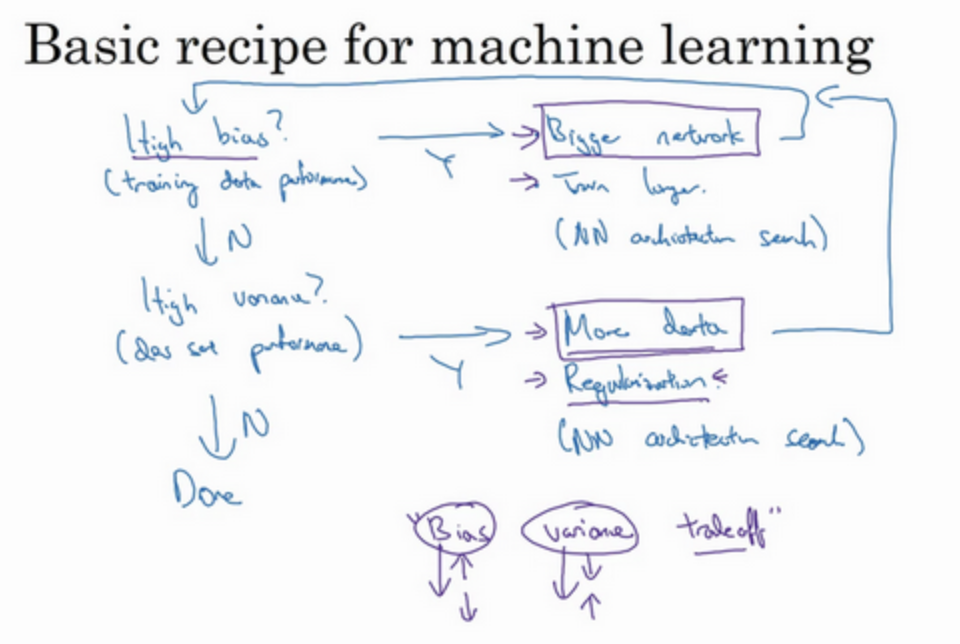 Basic recipe for machine learning
High bias?
(training data performance)
Y
Bigger network
Train longer.
(NN architecture search)
N
High variance?
(dev set performance)
Y
More data
Regularization
(NN architecture search)
N
Done
"Bias variance tradeoff"